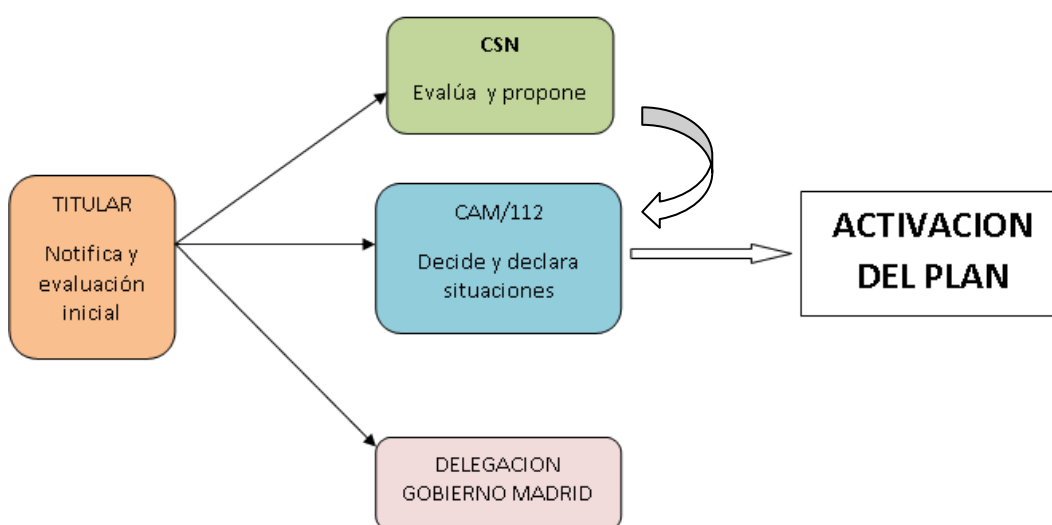 TITULAR
Notifica y
evaluación
inicial
CSN
Evalúa y propone
CAM/112
Decide y declara
situaciones
DELEGACION
GOBIERNO MADRID
ACTIVACION
DEL PLAN